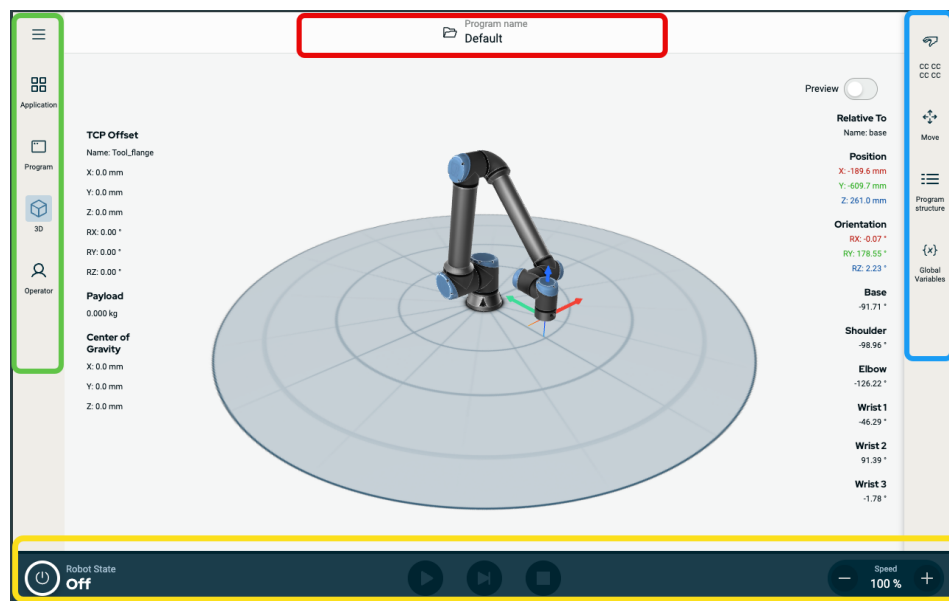 Program name
Default
Application
Program
3D
Operator
TCP Offset
Name: Tool_flange
X: 0.0 mm
Y: 0.0 mm
Z: 0.0 mm
RX: 0.00 °
RY: 0.00 °
RZ: 0.00 °
Payload
0.000 kg
Center of
Gravity
X: 0.0 mm
Y: 0.0 mm
Z: 0.0 mm
Preview
Relative To
Name: base
Position
X: -189.6 mm
Y: -609.7 mm
Z: 261.0 mm
Orientation
RX: -0.07 °
RY: 178.55 °
RZ: 2.23 °
Base
-91.71 °
Shoulder
-98.96 °
Elbow
-126.22 °
Wrist 1
-46.29 °
Wrist 2
91.39 °
Wrist 3
-1.78 °
CC CC
CC CC
Move
Program
structure
{x}
Global
Variables
Robot State
Off
Speed
100 %